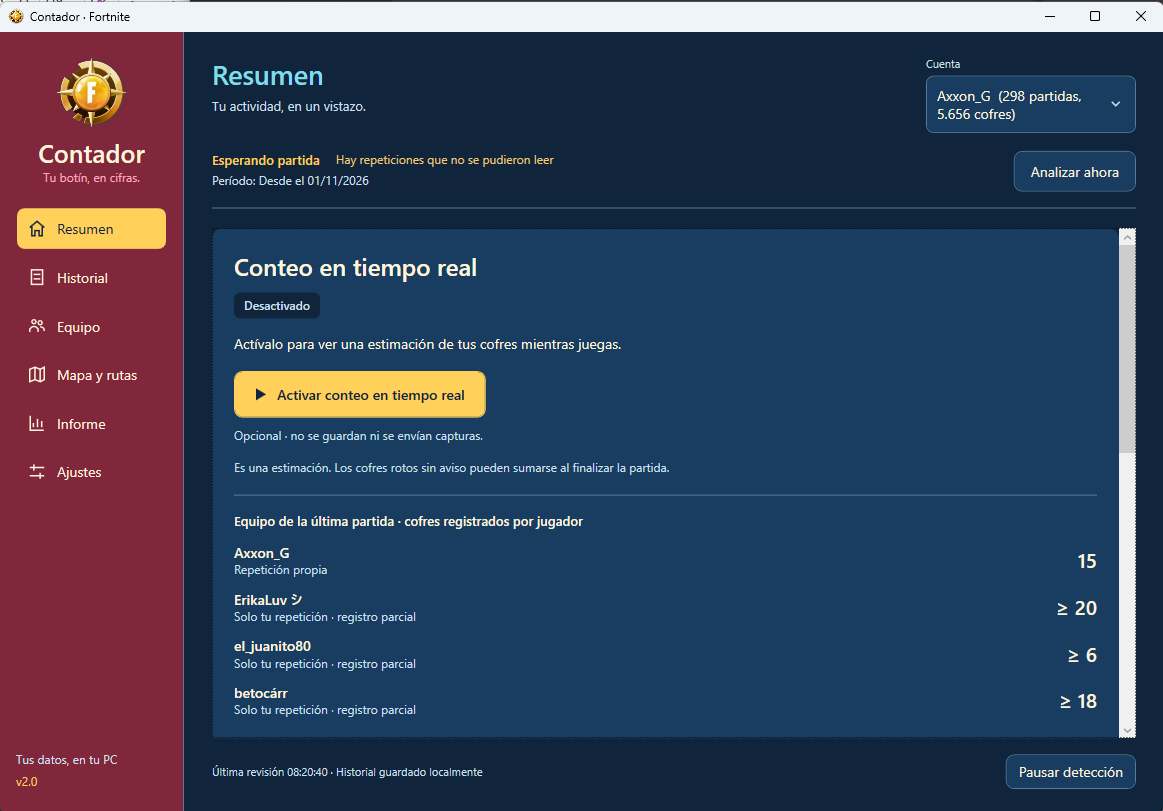 Contador · Fortnite
F
Contador
Tu botín, en cifras.
Resumen
Historial
Equipo
Mapa y rutas
Informe
Ajustes
Tus datos, en tu PC
v2.0
Resumen
Tu actividad, en un vistazo.
Cuenta
Axxon_G (298 partidas,
5.656 cofres)
Esperando partida Hay repeticiones que no se pudieron leer
Período: Desde el 01/11/2026
Analizar ahora
Conteo en tiempo real
Desactivado
Actívalo para ver una estimación de tus cofres mientras juegas.
Activar conteo en tiempo real
Opcional · no se guardan ni se envían capturas.
Es una estimación. Los cofres rotos sin aviso pueden sumarse al finalizar la partida.
Equipo de la última partida · cofres registrados por jugador
Axxon_G
Repetición propia
15
ErikaLuv シ
Solo tu repetición · registro parcial
≥ 20
el_juanito80
Solo tu repetición · registro parcial
≥ 6
betocárr
Solo tu repetición · registro parcial
≥ 18
Última revisión 08:20:40 · Historial guardado localmente
Pausar detección